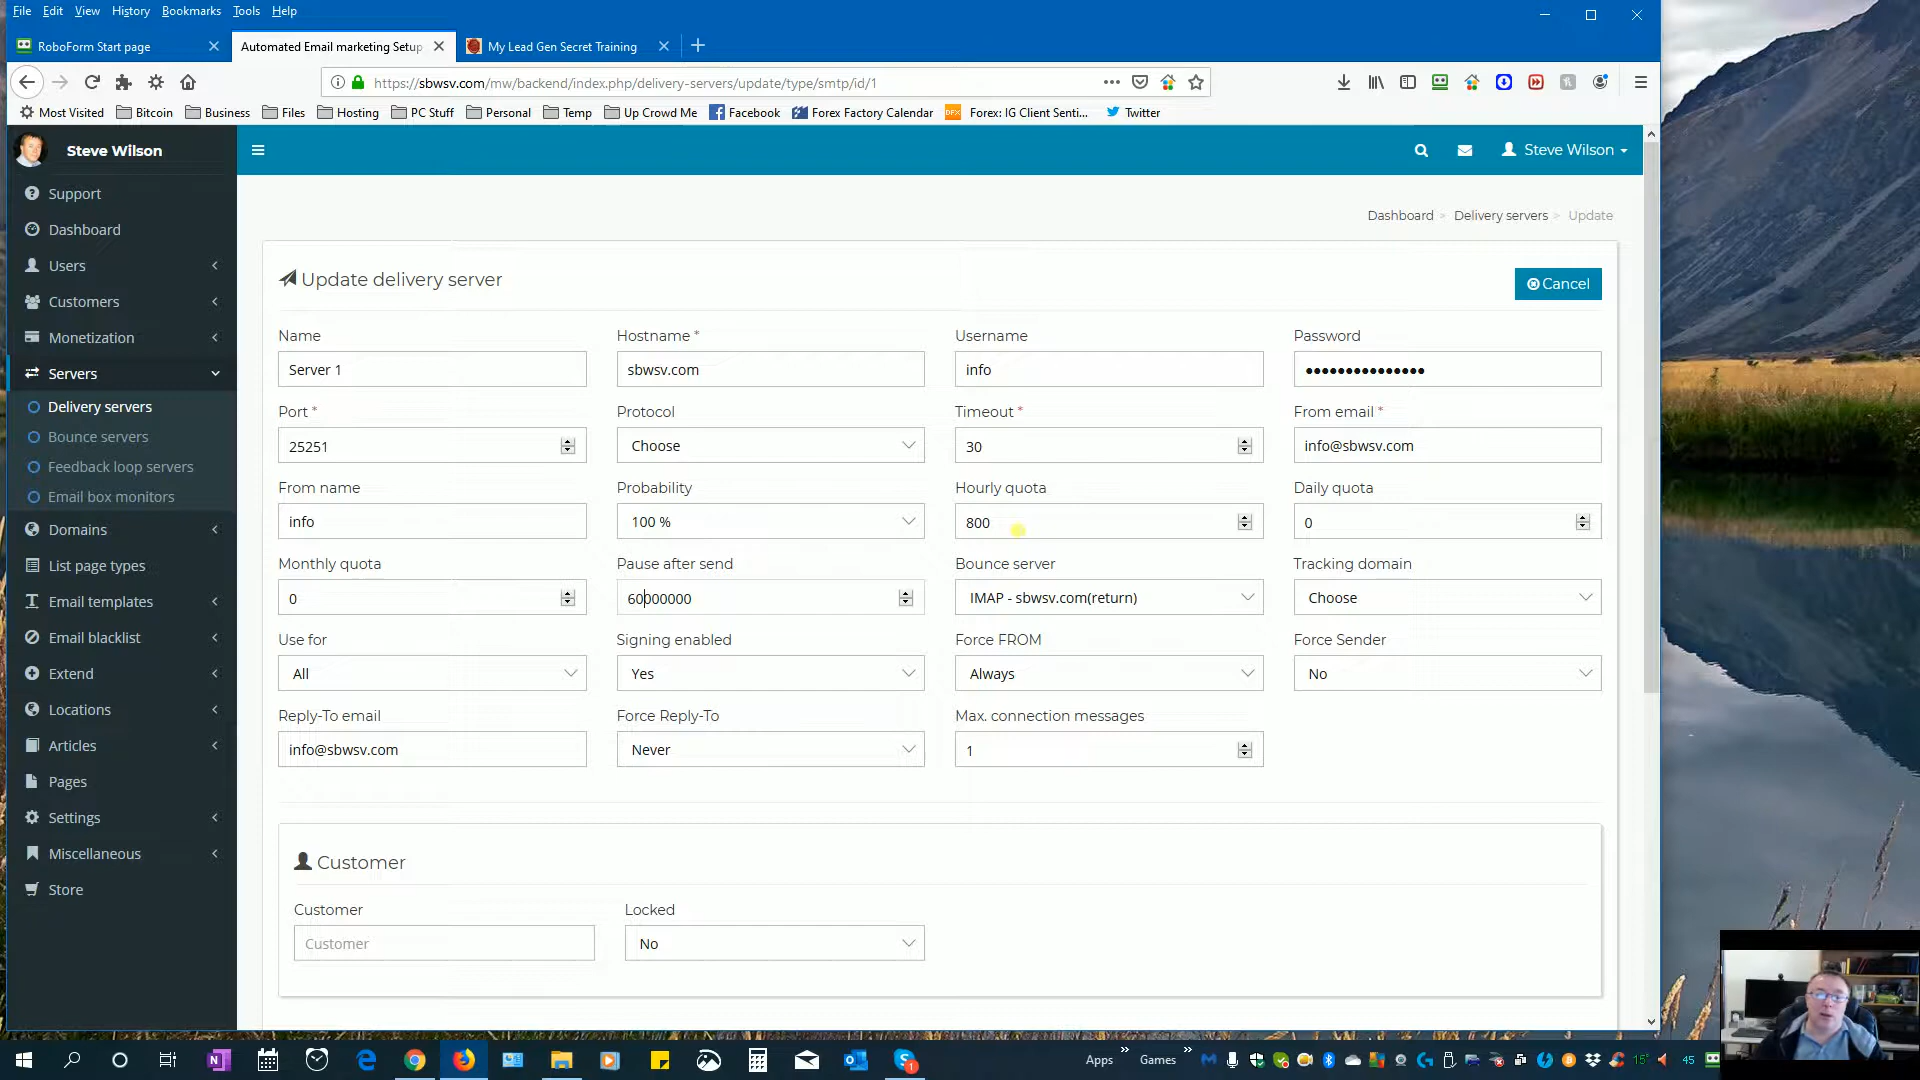 File Edit View History Bookmarks Tools Help
RoboForm Start page
Automated Email marketing Setup
My Lead Gen Secret Training
https://sbwsv.com/mw/backend/index.php/delivery-servers/update/type/smtp/id/1
Most Visited Bitcoin Business Files Hosting PC Stuff Personal Temp Up Crowd Me Facebook Forex Factory Calendar Forex: IG Client Senti... Twitter
Steve Wilson
Steve Wilson
Support
Dashboard
Users
Customers
Monetization
Servers
Delivery servers
Bounce servers
Feedback loop servers
Email box monitors
Domains
List page types
Email templates
Email blacklist
Extend
Locations
Articles
Pages
Settings
Miscellaneous
Store
Dashboard > Delivery servers > Update
Update delivery server
Cancel
Name Hostname * Username Password
Server 1 sbwsv.com info •••••••••••••••
Port * Protocol Timeout * From email *
25251 Choose 30 info@sbwsv.com
From name Probability Hourly quota Daily quota
info 100 % 800 0
Monthly quota Pause after send Bounce server Tracking domain
0 60000000 IMAP - sbwsv.com(return) Choose
Use for Signing enabled Force FROM Force Sender
All Yes Always No
Reply-To email Force Reply-To Max. connection messages
info@sbwsv.com Never 1
Customer
Customer Locked
Customer No
Apps » Games »
15°
45